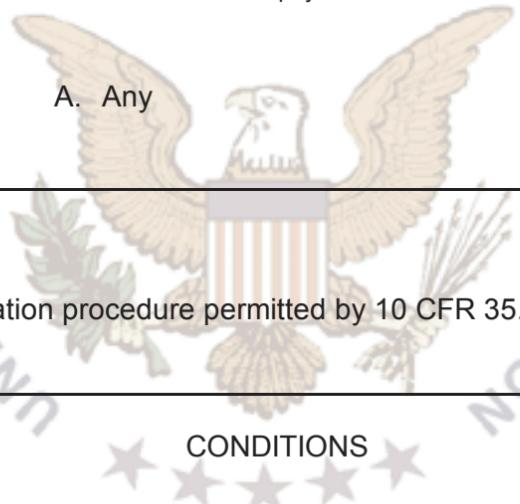 A. Any
ation procedure permitted by 10 CFR 35.
CONDITIONS